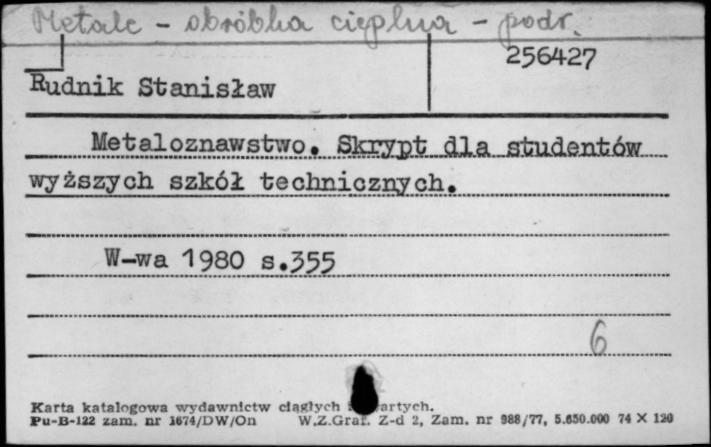 Metale - obróbka cieplna - podr.
256427
Rudnik Stanisław
Metaloznawstwo. Skrypt dla studentów
wyższych szkół technicznych.
W-wa 1980 s.355
6
Karta katalogowa wydawnictw ciągłych
Pu-B-122 zam. nr 1674/DW/On W.Z.Graf. Z-d 2, Zam. nr 988/77, 5.650.000 74 X 120